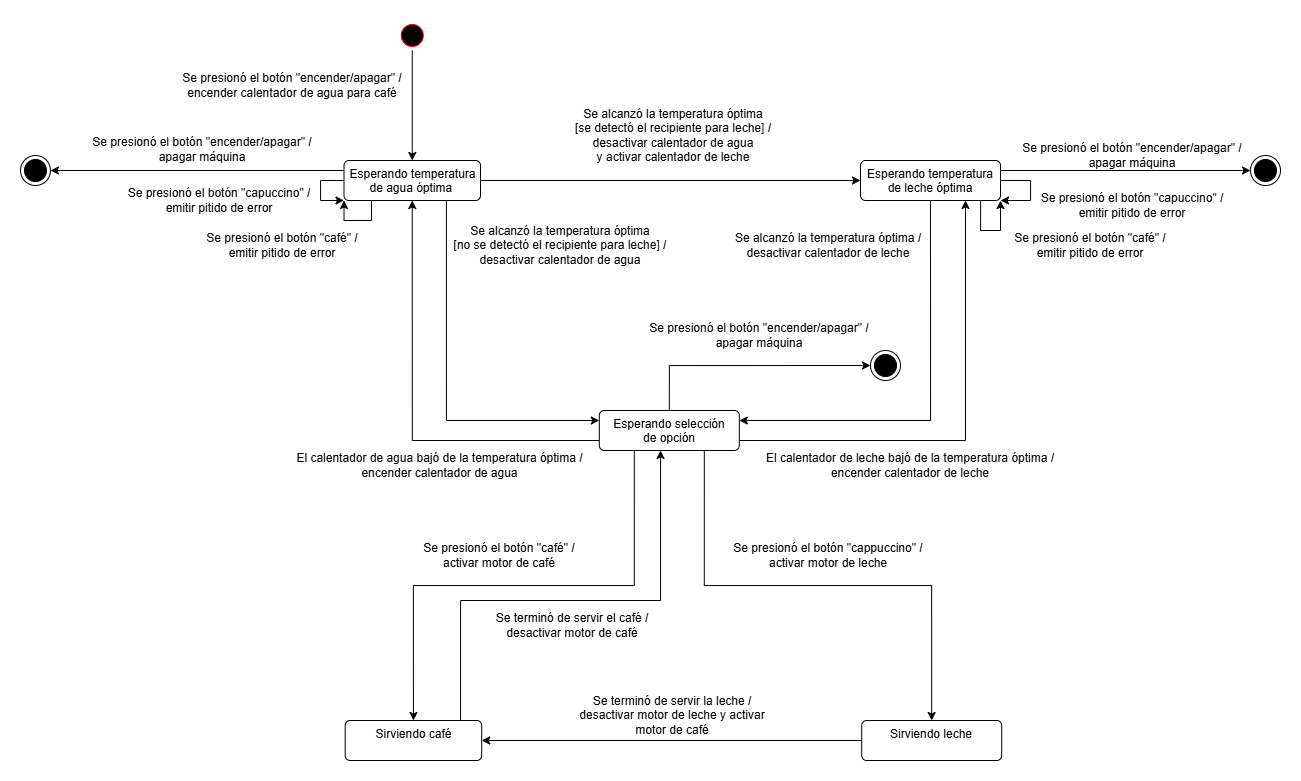 Se presionó el botón "encender/apagar" /
encender calentador de agua para café
Se alcanzó la temperatura óptima
[se detectó el recipiente para leche] /
desactivar calentador de agua
y activar calentador de leche
Se presionó el botón "encender/apagar" /
apagar máquina
Se presionó el botón "encender/apagar" /
apagar máquina
Esperando temperatura
de agua óptima
Esperando temperatura
de leche óptima
Se presionó el botón "capuccino" /
emitir pitido de error
Se presionó el botón "capuccino" /
emitir pitido de error
Se presionó el botón "café" /
emitir pitido de error
Se alcanzó la temperatura óptima
[no se detectó el recipiente para leche] /
desactivar calentador de agua
Se alcanzó la temperatura óptima /
desactivar calentador de leche
Se presionó el botón "café" /
emitir pitido de error
Se presionó el botón "encender/apagar" /
apagar máquina
Esperando selección
de opción
El calentador de agua bajó de la temperatura óptima /
encender calentador de agua
El calentador de leche bajó de la temperatura óptima /
encender calentador de leche
Se presionó el botón "café" /
activar motor de café
Se presionó el botón "cappuccino" /
activar motor de leche
Se terminó de servir el café /
desactivar motor de café
Se terminó de servir la leche /
desactivar motor de leche y activar
motor de café
Sirviendo café
Sirviendo leche